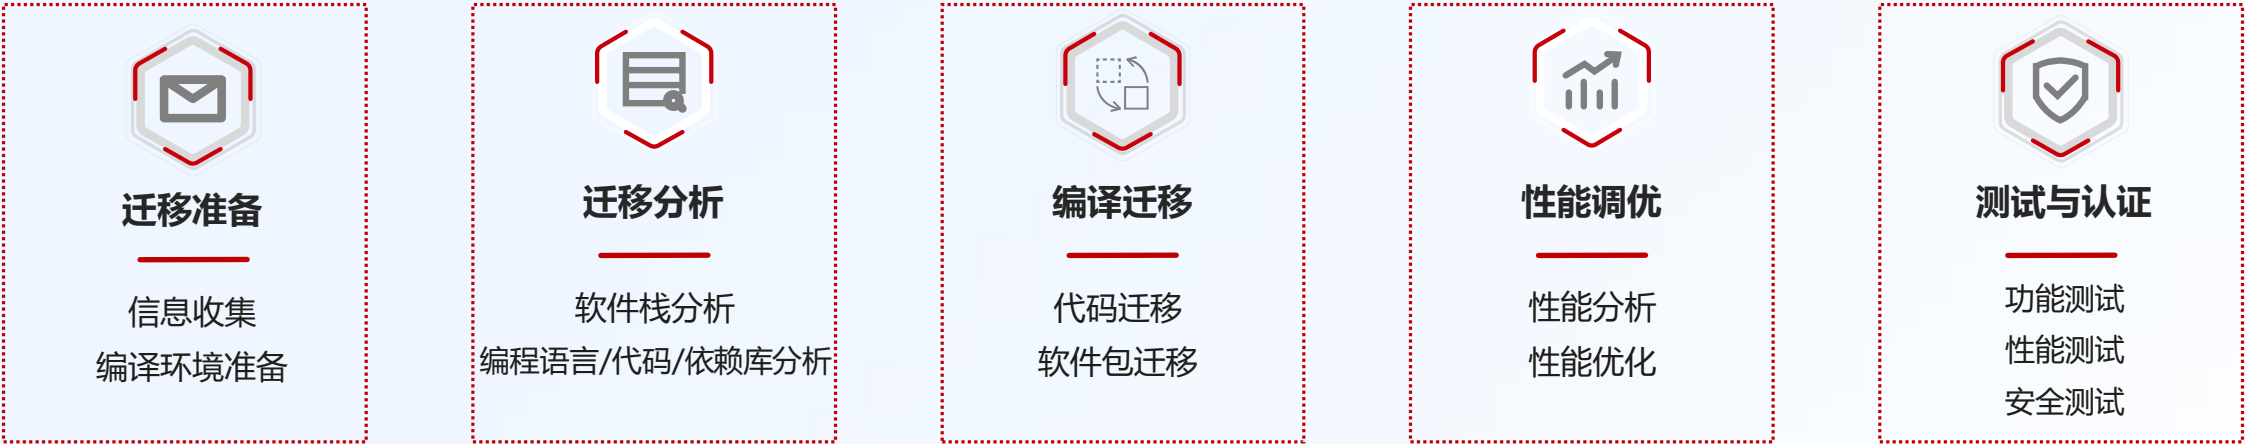 迁移准备
信息收集
编译环境准备
迁移分析
软件栈分析
编程语言/代码/依赖库分析
编译迁移
代码迁移
软件包迁移
性能调优
性能分析
性能优化
测试与认证
功能测试
性能测试
安全测试